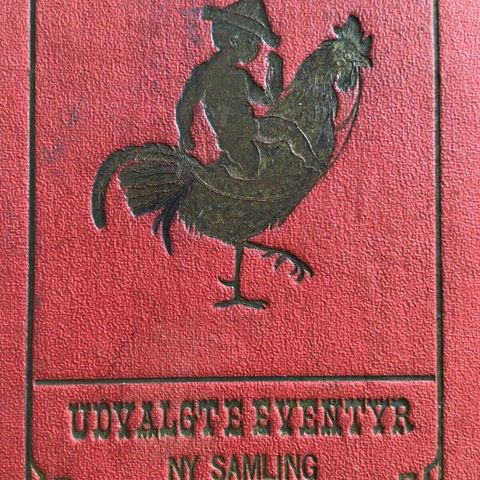 UDVALGTE EVENTYR
NY SAMLING